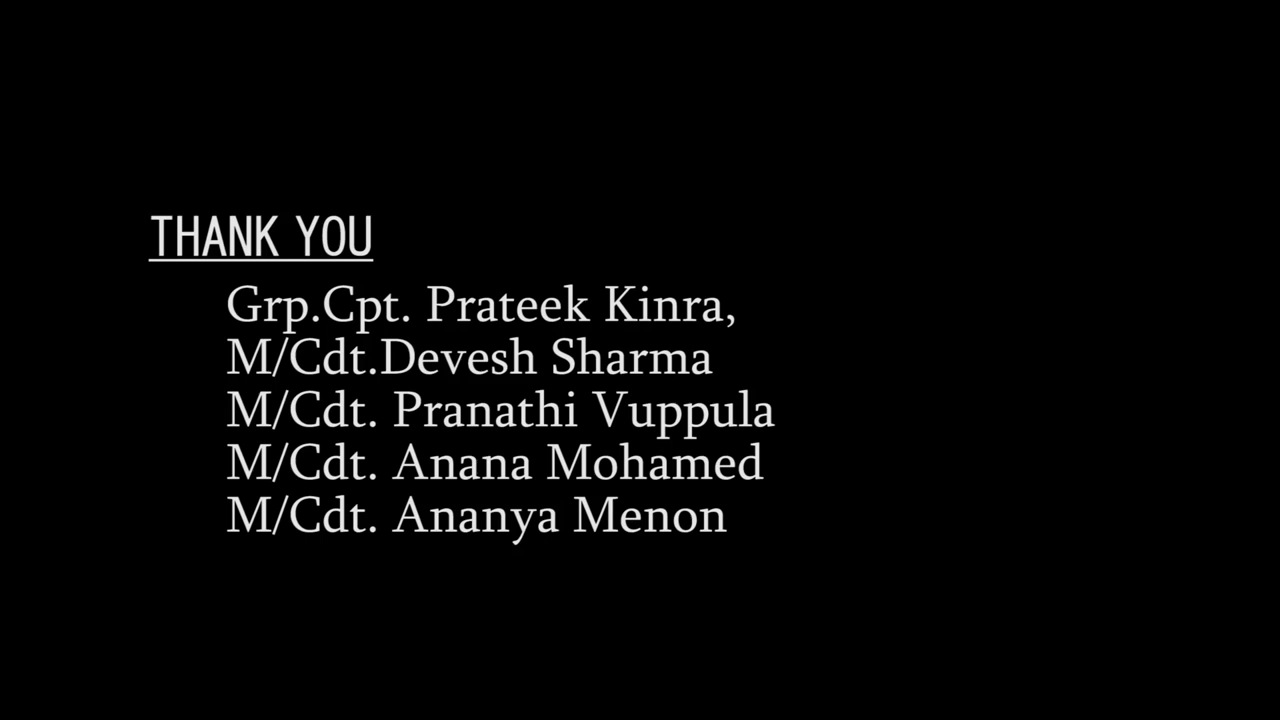 THANK YOU
Grp.Cpt. Prateek Kinra,
M/Cdt.Devesh Sharma
M/Cdt. Pranathi Vuppula
M/Cdt. Anana Mohamed
M/Cdt. Ananya Menon